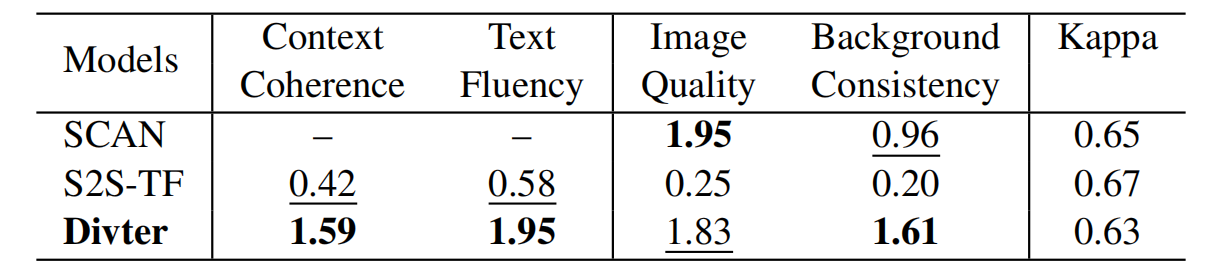 Models Context Coherence Text Fluency Image Quality Background Consistency Kappa
SCAN – – 1.95 0.96 0.65
S2S-TF 0.42 0.58 0.25 0.20 0.67
Divter 1.59 1.95 1.83 1.61 0.63